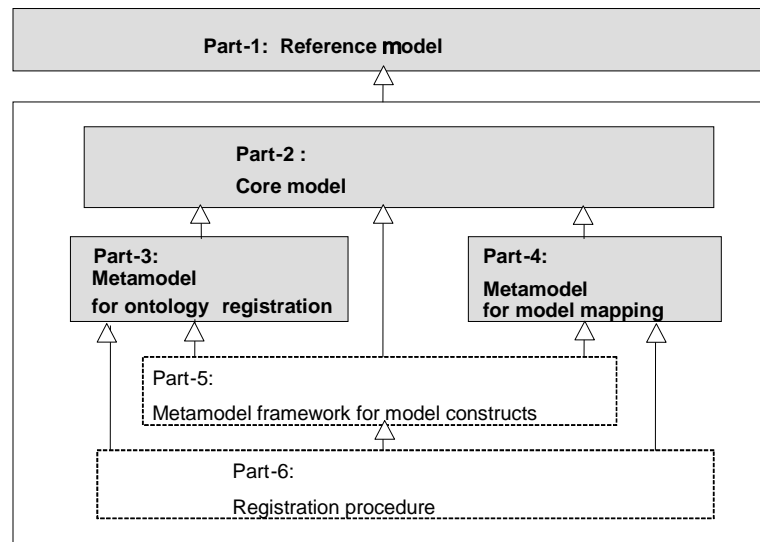 Part-1: Reference model
Part-2 :
Core model
Part-3:
Metamodel
for ontology registration
Part-4:
Metamodel
for model mapping
Part-5:
Metamodel framework for model constructs
Part-6:
Registration procedure